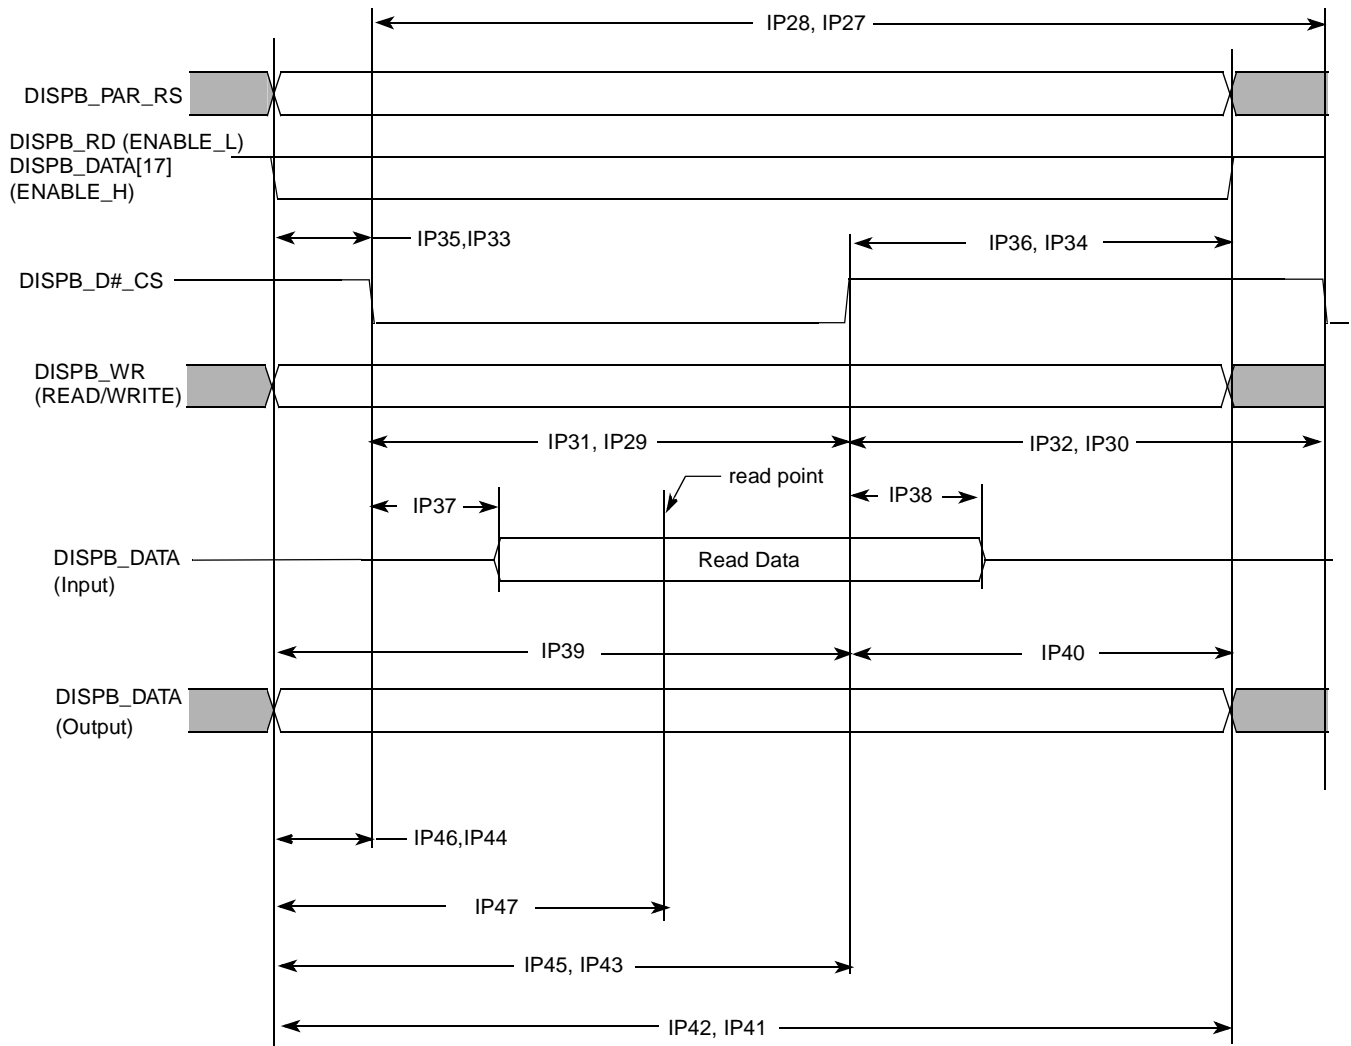 IP28, IP27
DISPB_PAR_RS
DISPB_RD (ENABLE_L)
DISPB_DATA[17]
(ENABLE_H)
IP35,IP33
IP36, IP34
DISPB_D#_CS
DISPB_WR
(READ/WRITE)
IP31, IP29
IP32, IP30
read point
IP37
IP38
DISPB_DATA
(Input)
Read Data
IP39
IP40
DISPB_DATA
(Output)
IP46,IP44
IP47
IP45, IP43
IP42, IP41